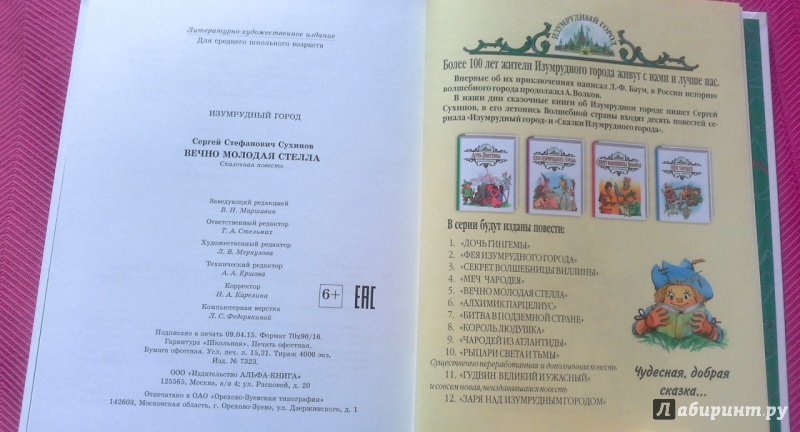 Литературно-художественное издание
Для среднего школьного возраста
ИЗУМРУДНЫЙ ГОРОД
Сергей Стефанович Сухинов
ВЕЧНО МОЛОДАЯ СТЕЛЛА
Сказочная повесть
Заведующий редакцией
В. Н. Маршавин
Ответственный редактор
Т. А. Стельмах
Художественный редактор
Л. В. Меркулова
Технический редактор
А. А. Ершова
Корректор
Н. А. Карелина
Компьютерная верстка
Л. С. Федерякиной
6+ EAC
Подписано в печать 09.04.15. Формат 70х90/16.
Гарнитура «Школьная». Печать офсетная.
Бумага офсетная. Усл. печ. л. 15,21. Тираж 4000 экз.
Изд. № 7323.
ООО «Издательство АЛЬФА-КНИГА»
125565, Москва, а/я 4; ул. Расковой, д. 20
Отпечатано в ОАО «Орехово-Зуевская типография»
142603, Московская область, г. Орехово-Зуево, ул. Дзержинского, д. 1
ИЗУМРУДНЫЙ ГОРОД
Более 100 лет жители Изумрудного города живут с нами и лучше нас.
Впервые об их приключениях написал Л.-Ф. Баум, в России историю
волшебного города продолжил А. Волков.
В наши дни сказочные книги об Изумрудном городе пишет Сергей
Сухинов, в его летопись Волшебной страны входят десять повестей се-
риала «Изумрудный город» и «Сказки Изумрудного города».
В серии будут изданы повести:
1. «ДОЧЬ ГИНГЕМЫ»
2. «ФЕЯ ИЗУМРУДНОГО ГОРОДА»
3. «СЕКРЕТ ВОЛШЕБНИЦЫ ВИЛЛИНЫ»
4. «МЕЧ ЧАРОДЕЯ»
5. «ВЕЧНО МОЛОДАЯ СТЕЛЛА»
6. «АЛХИМИК ПАРЦЕЛИУС»
7. «БИТВА В ПОДЗЕМНОЙ СТРАНЕ»
8. «КОРОЛЬ ЛЮДУШКА»
9. «ЧАРОДЕЙ ИЗ АТЛАНТИДЫ»
10. «РЫЦАРИ СВЕТА И ТЬМЫ»
Существенно переработанная и дополненная повесть
11. «ГУДВИН ВЕЛИКИЙ И УЖАСНЫЙ»
и совсем новая, неиздававшаяся повесть
12. «ЗАРЯ НАД ИЗУМРУДНЫМ ГОРОДОМ»
Чудесная, добрая
сказка...
Лабиринт.ру